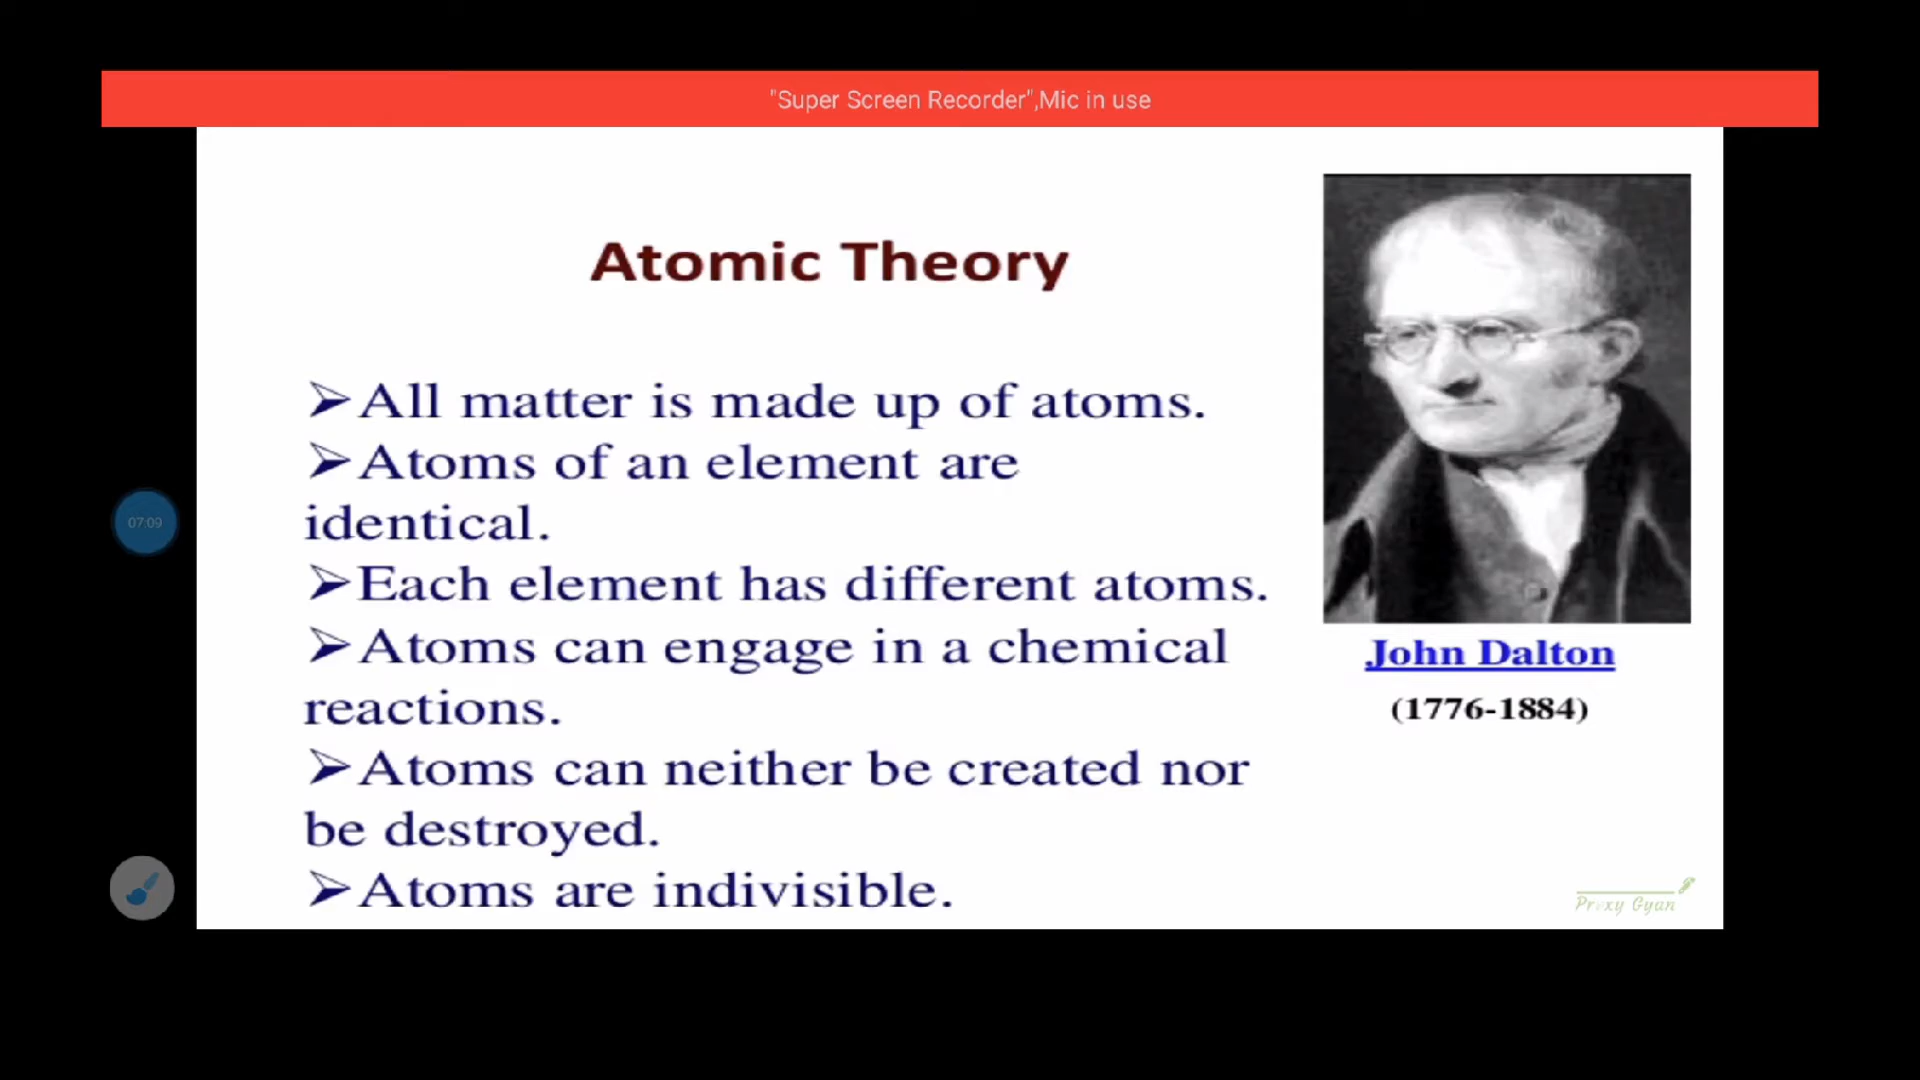 "Super Screen Recorder",Mic in use
Atomic Theory
➢All matter is made up of atoms.
➢Atoms of an element are
identical.
➢Each element has different atoms.
➢Atoms can engage in a chemical
reactions.
➢Atoms can neither be created nor
be destroyed.
➢Atoms are indivisible.
John Dalton
(1776-1884)
07:09
Proxy Gyan